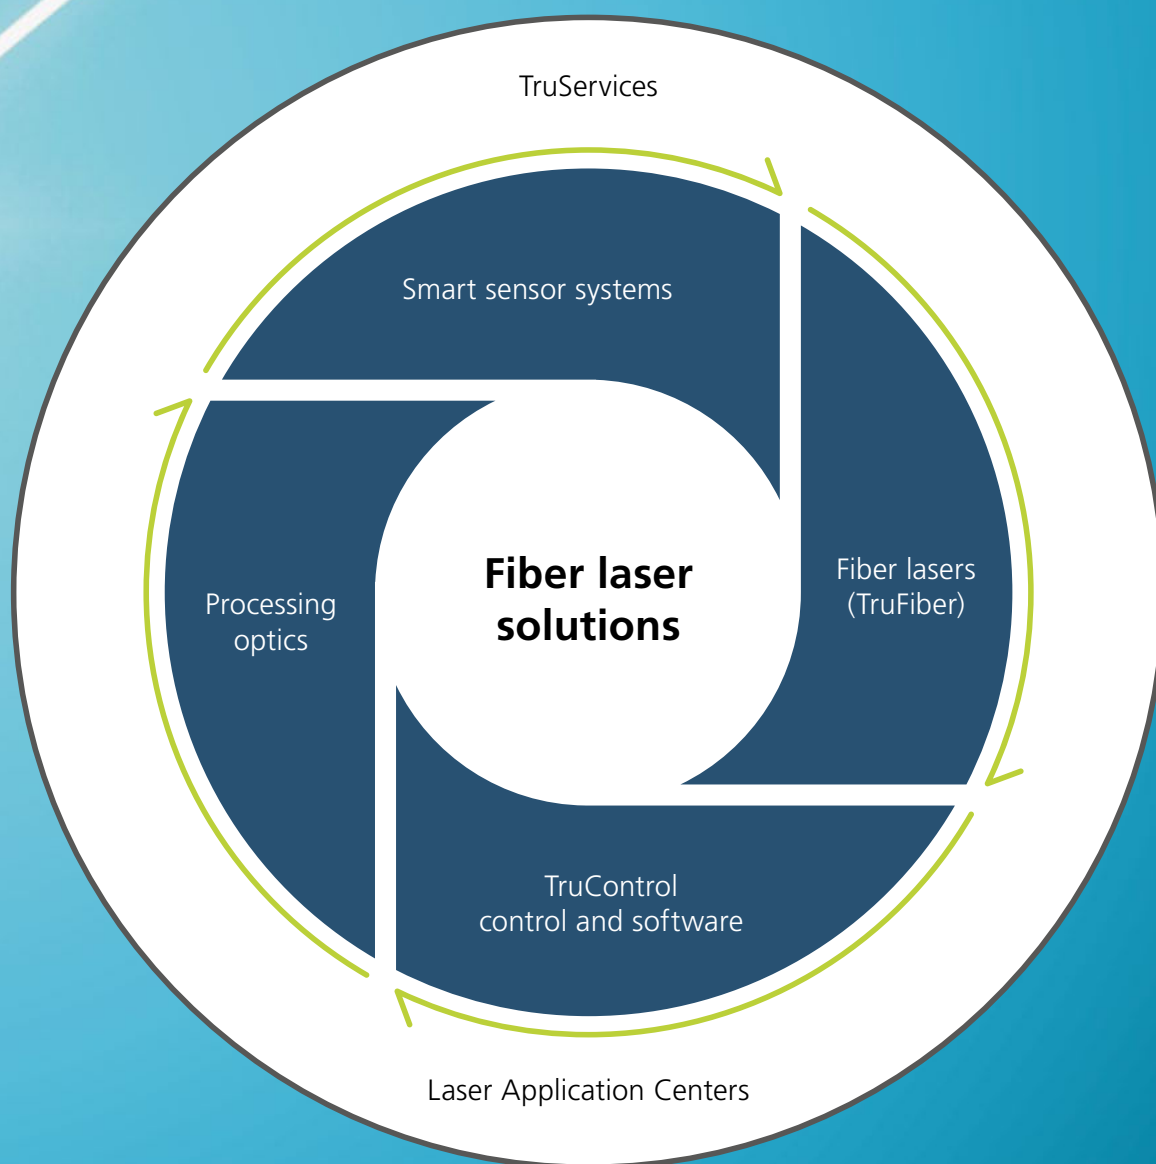 TruServices
Smart sensor systems
Fiber lasers
(TruFiber)
Fiber laser
solutions
Processing
optics
TruControl
control and software
Laser Application Centers